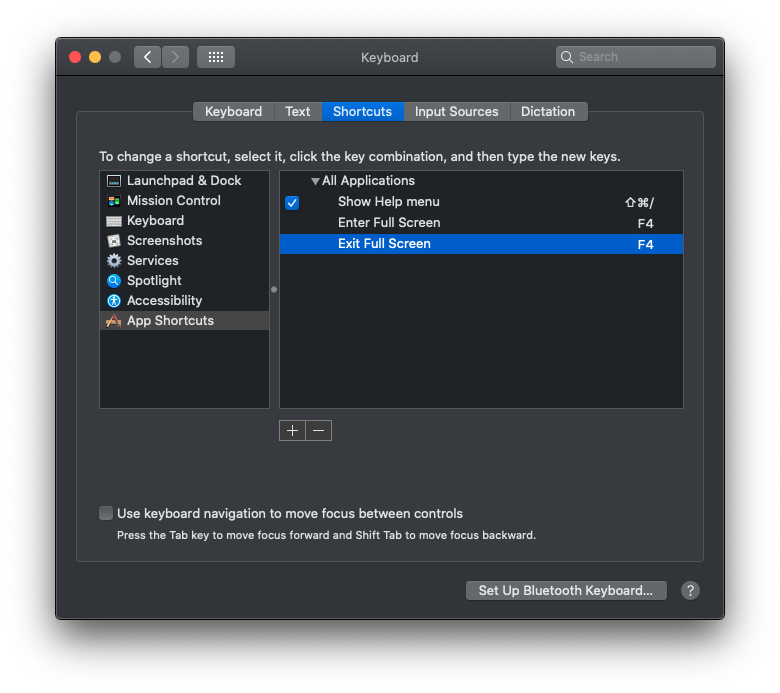 Keyboard
Search
Keyboard Text Shortcuts Input Sources Dictation
To change a shortcut, select it, click the key combination, and then type the new keys.
Launchpad & Dock
Mission Control
Keyboard
Screenshots
Services
Spotlight
Accessibility
App Shortcuts
All Applications
Show Help menu ⇧⌘/
Enter Full Screen F4
Exit Full Screen F4
Use keyboard navigation to move focus between controls
Press the Tab key to move focus forward and Shift Tab to move focus backward.
Set Up Bluetooth Keyboard... ?